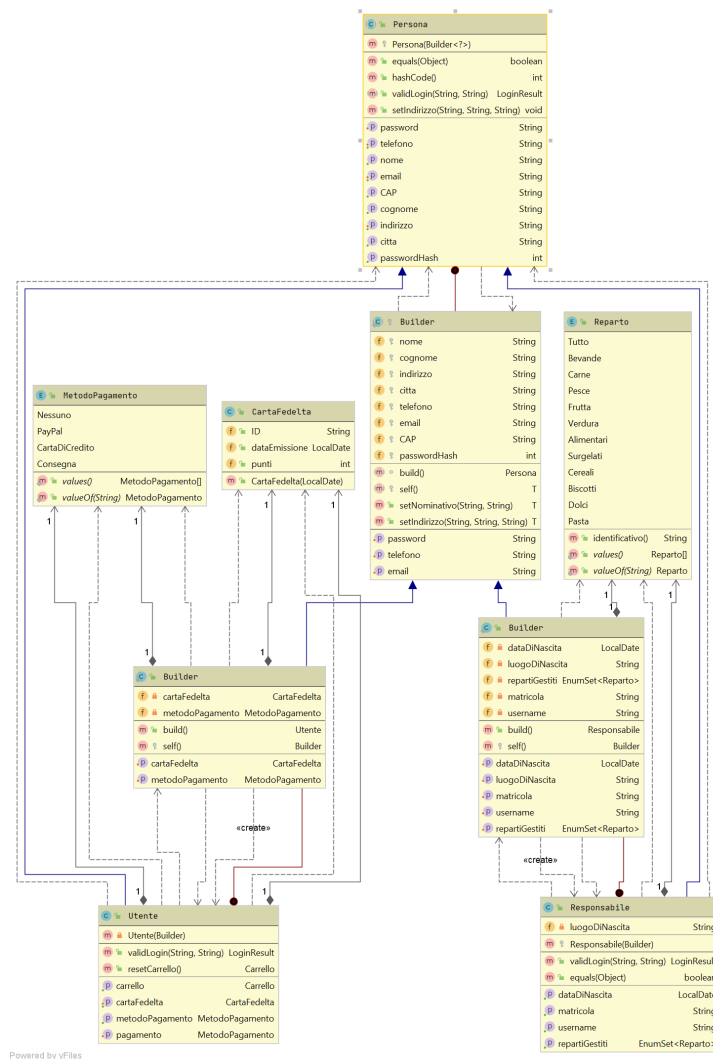 Persona
Persona(Builder<?>)
equals(Object) boolean
hashCode() int
validLogin(String, String) LoginResult
setIndirizzo(String, String, String) void
password String
telefono String
nome String
email String
CAP String
cognome String
indirizzo String
citta String
passwordHash int
Builder
nome String
cognome String
indirizzo String
citta String
telefono String
email String
CAP String
passwordHash int
build() Persona
self() T
setNominativo(String, String) T
setIndirizzo(String, String, String) T
password String
telefono String
email String
Reparto
Tutto
Bevande
Carne
Pesce
Frutta
Verdura
Alimentari
Surgelati
Cereali
Biscotti
Dolci
Pasta
identificativo() String
values() Reparto[]
valueOf(String) Reparto
MetodoPagamento
Nessuno
PayPal
CartaDiCredito
Consegna
values() MetodoPagamento[]
valueOf(String) MetodoPagamento
CartaFedelta
ID String
dataEmissione LocalDate
punti int
CartaFedelta(LocalDate)
1
1
1
1
1
1
1
1
1
Builder
cartaFedelta CartaFedelta
metodoPagamento MetodoPagamento
build() Utente
self() Builder
cartaFedelta CartaFedelta
metodoPagamento MetodoPagamento
Builder
dataDiNascita LocalDate
luogoDiNascita String
repartiGestiti EnumSet<Reparto>
matricola String
username String
build() Responsabile
self() Builder
dataDiNascita LocalDate
luogoDiNascita String
matricola String
username String
repartiGestiti EnumSet<Reparto>
«create»
«create»
1
1
1
Utente
Utente(Builder)
validLogin(String, String) LoginResult
resetCarrello() Carrello
carrello Carrello
cartaFedelta CartaFedelta
metodoPagamento MetodoPagamento
pagamento MetodoPagamento
Responsabile
luogoDiNascita String
Responsabile(Builder)
validLogin(String, String) LoginResult
equals(Object) boolean
dataDiNascita LocalDate
matricola String
username String
repartiGestiti EnumSet<Reparto>
Powered by yFiles